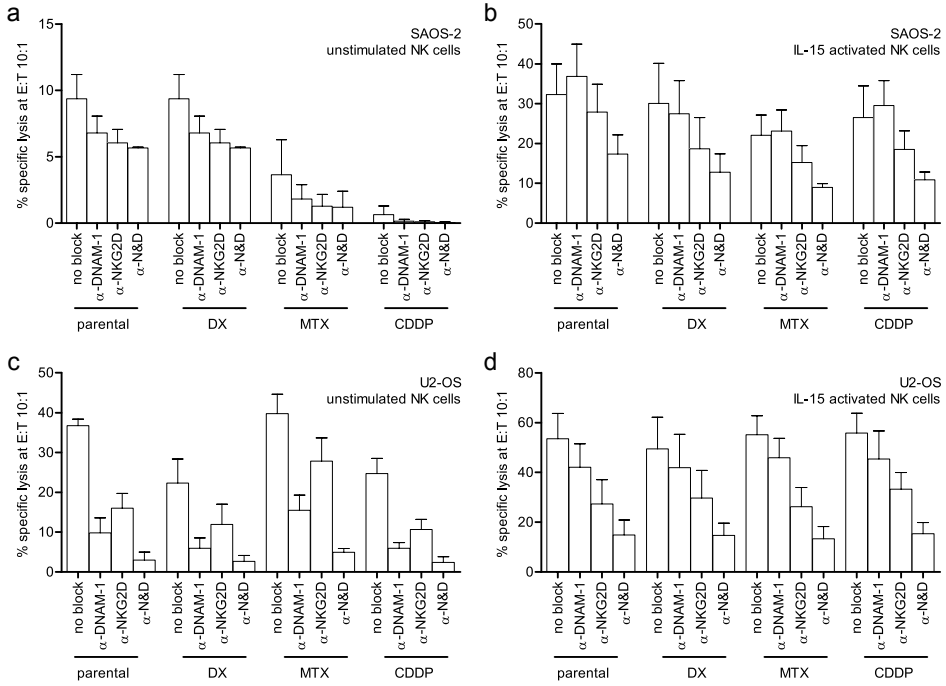 a
SAOS-2
unstimulated NK cells
% specific lysis at E:T 10:1
15
10
5
0
no block
α-DNAM-1
α-NKG2D
α-N&D
no block
α-DNAM-1
α-NKG2D
α-N&D
no block
α-DNAM-1
α-NKG2D
α-N&D
no block
α-DNAM-1
α-NKG2D
α-N&D
parental
DX
MTX
CDDP
b
SAOS-2
IL-15 activated NK cells
% specific lysis at E:T 10:1
50
40
30
20
10
0
no block
α-DNAM-1
α-NKG2D
α-N&D
no block
α-DNAM-1
α-NKG2D
α-N&D
no block
α-DNAM-1
α-NKG2D
α-N&D
no block
α-DNAM-1
α-NKG2D
α-N&D
parental
DX
MTX
CDDP
c
U2-OS
unstimulated NK cells
% specific lysis at E:T 10:1
50
40
30
20
10
0
no block
α-DNAM-1
α-NKG2D
α-N&D
no block
α-DNAM-1
α-NKG2D
α-N&D
no block
α-DNAM-1
α-NKG2D
α-N&D
no block
α-DNAM-1
α-NKG2D
α-N&D
parental
DX
MTX
CDDP
d
U2-OS
IL-15 activated NK cells
% specific lysis at E:T 10:1
80
60
40
20
0
no block
α-DNAM-1
α-NKG2D
α-N&D
no block
α-DNAM-1
α-NKG2D
α-N&D
no block
α-DNAM-1
α-NKG2D
α-N&D
no block
α-DNAM-1
α-NKG2D
α-N&D
parental
DX
MTX
CDDP